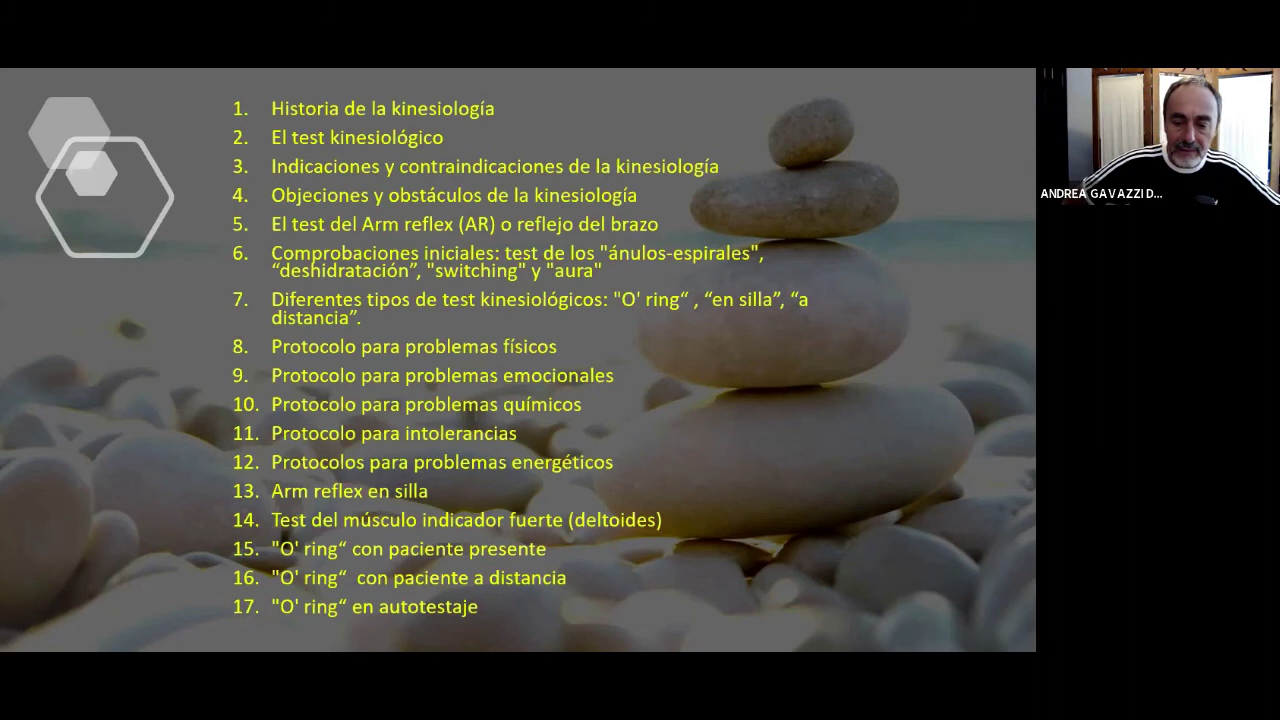 1. Historia de la kinesiología
2. El test kinesiológico
3. Indicaciones y contraindicaciones de la kinesiología
4. Objeciones y obstáculos de la kinesiología
5. El test del Arm reflex (AR) o reflejo del brazo
6. Comprobaciones iniciales: test de los "ánulos-espirales",
“deshidratación”, "switching" y "aura"
7. Diferentes tipos de test kinesiológicos: "O' ring“ , “en silla”, “a
distancia”.
8. Protocolo para problemas físicos
9. Protocolo para problemas emocionales
10. Protocolo para problemas químicos
11. Protocolo para intolerancias
12. Protocolos para problemas energéticos
13. Arm reflex en silla
14. Test del músculo indicador fuerte (deltoides)
15. "O' ring“ con paciente presente
16. "O' ring“  con paciente a distancia
17. "O' ring“ en autotestaje
ANDREA GAVAZZI D...